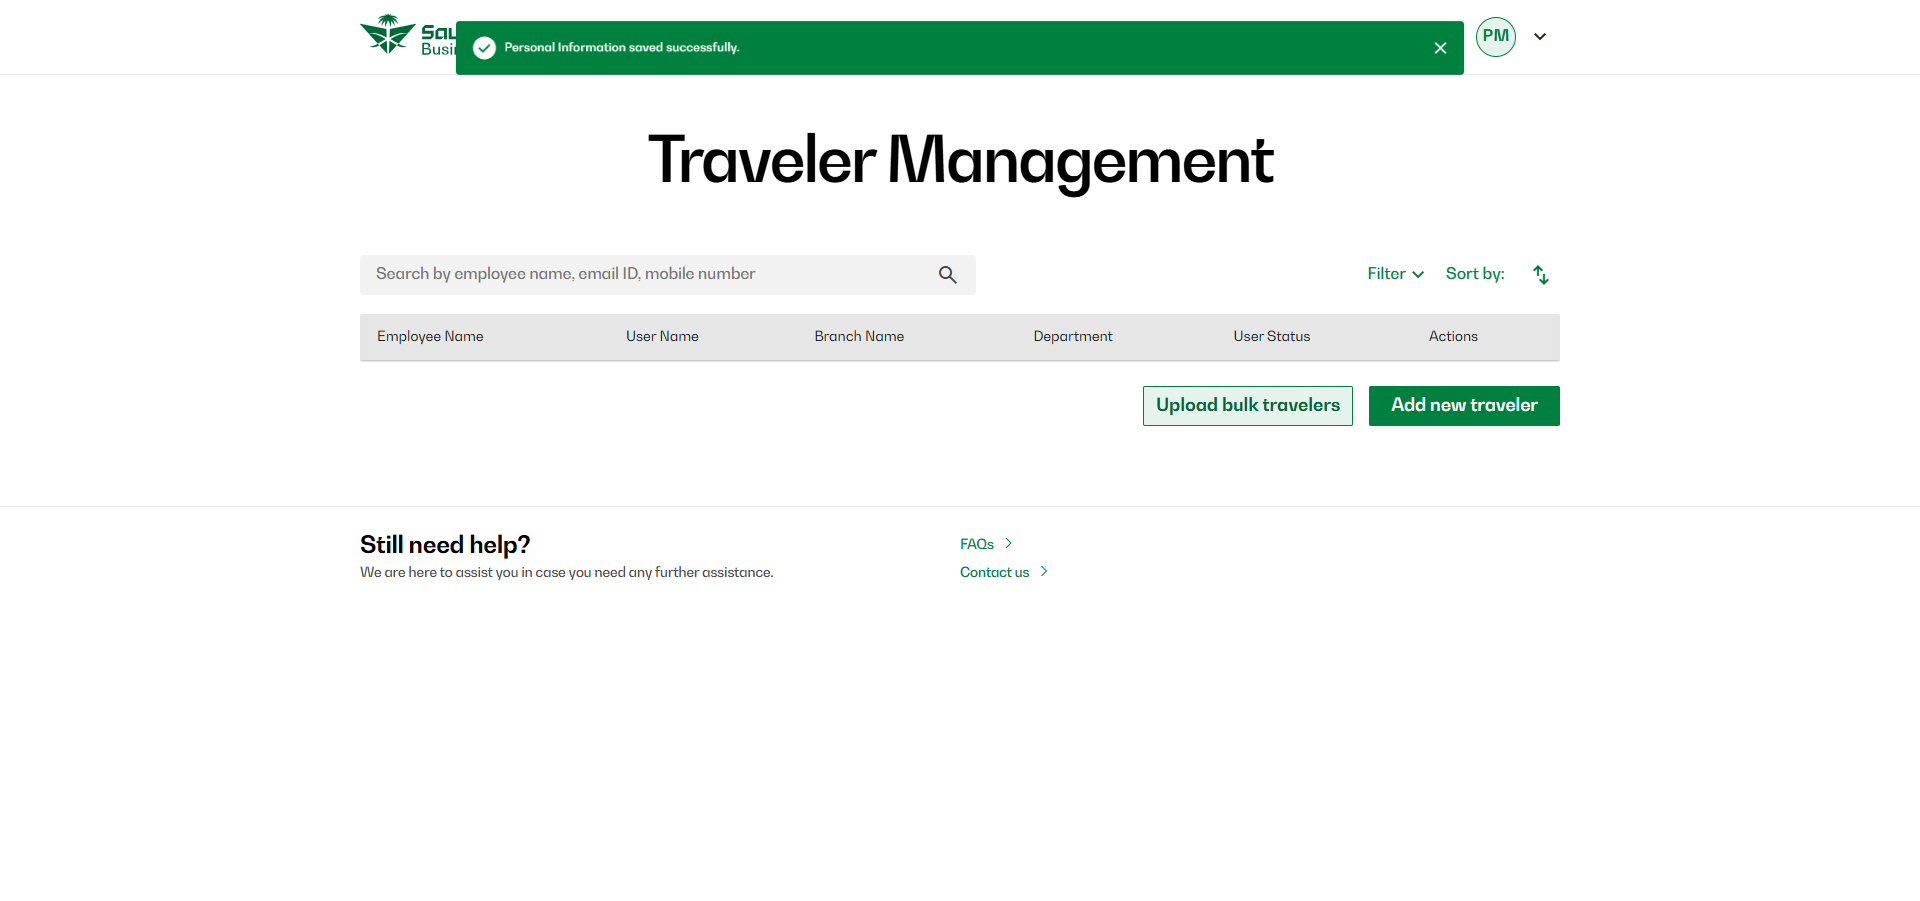 Personal Information saved successfully.
PM
Traveler Management
Search by employee name, email ID, mobile number
Filter
Sort by:
Employee Name
User Name
Branch Name
Department
User Status
Actions
Upload bulk travelers
Add new traveler
Still need help?
We are here to assist you in case you need any further assistance.
FAQs
Contact us